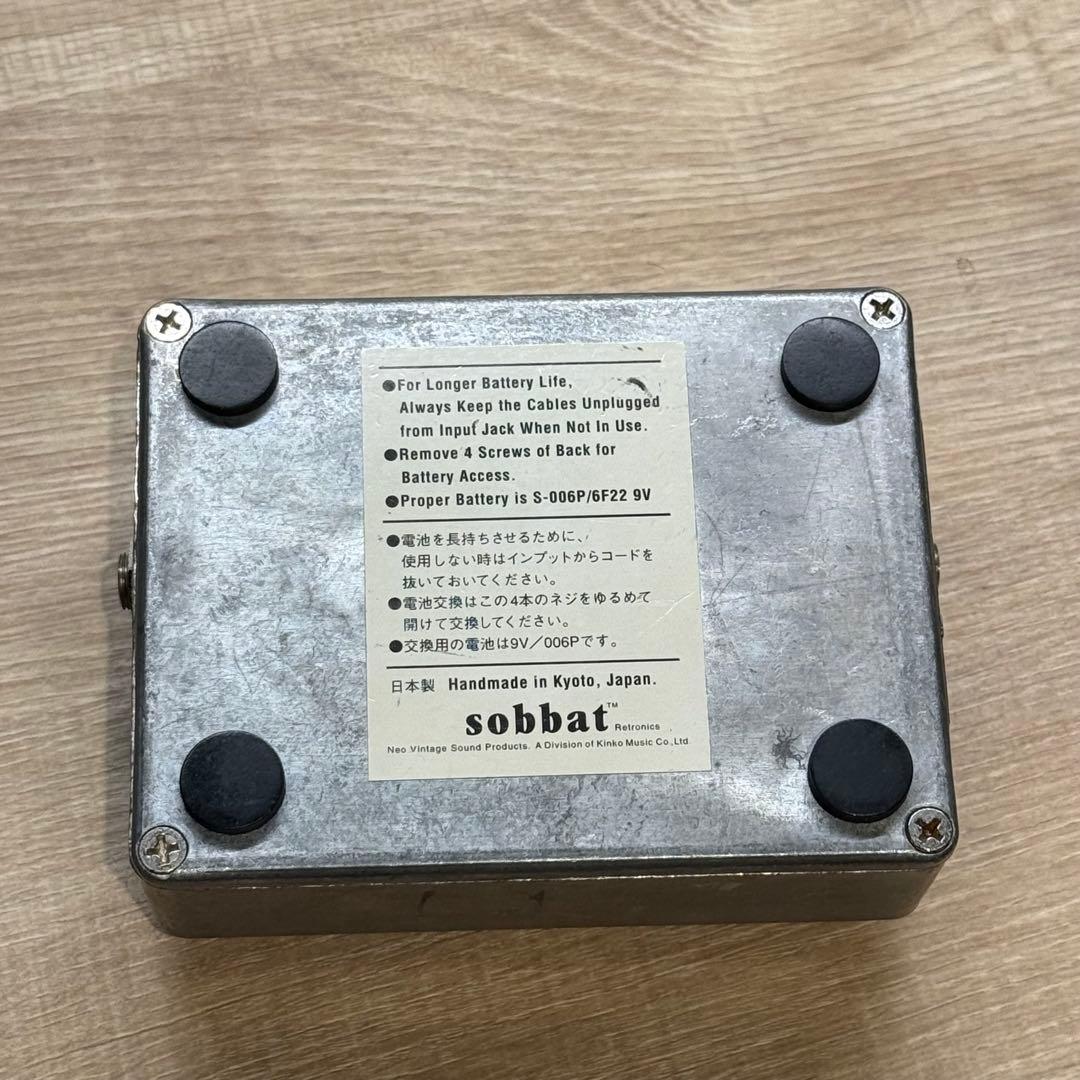 ●For Longer Battery Life,
Always Keep the Cables Unplugged
from Input Jack When Not In Use.
●Remove 4 Screws of Back for
Battery Access.
●Proper Battery is S-006P/6F22 9V
●電池を長持ちさせるために、
使用しない時はインプットからコードを
抜いておいてください。
●電池交換はこの4本のネジをゆるめて
開けて交換してください。
●交換用の電池は9V/006Pです。
日本製 Handmade in Kyoto, Japan.
sobbat™ Retronics
Neo Vintage Sound Products. A Division of Kinko Music Co.,Ltd.